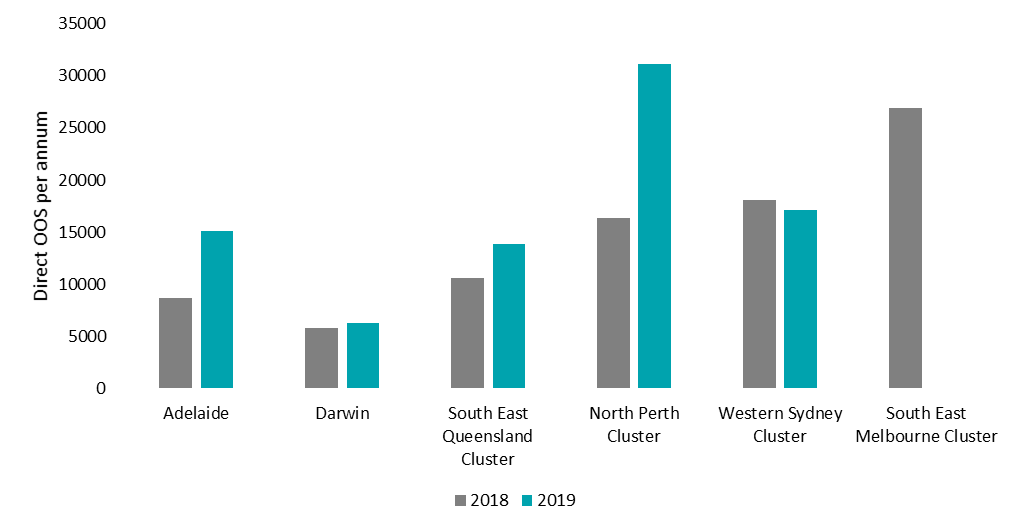 35000
30000
25000
20000
15000
10000
5000
0
Direct OOS per annum
Adelaide
Darwin
South East
Queensland
Cluster
North Perth
Cluster
Western Sydney
Cluster
South East
Melbourne Cluster
2018
2019